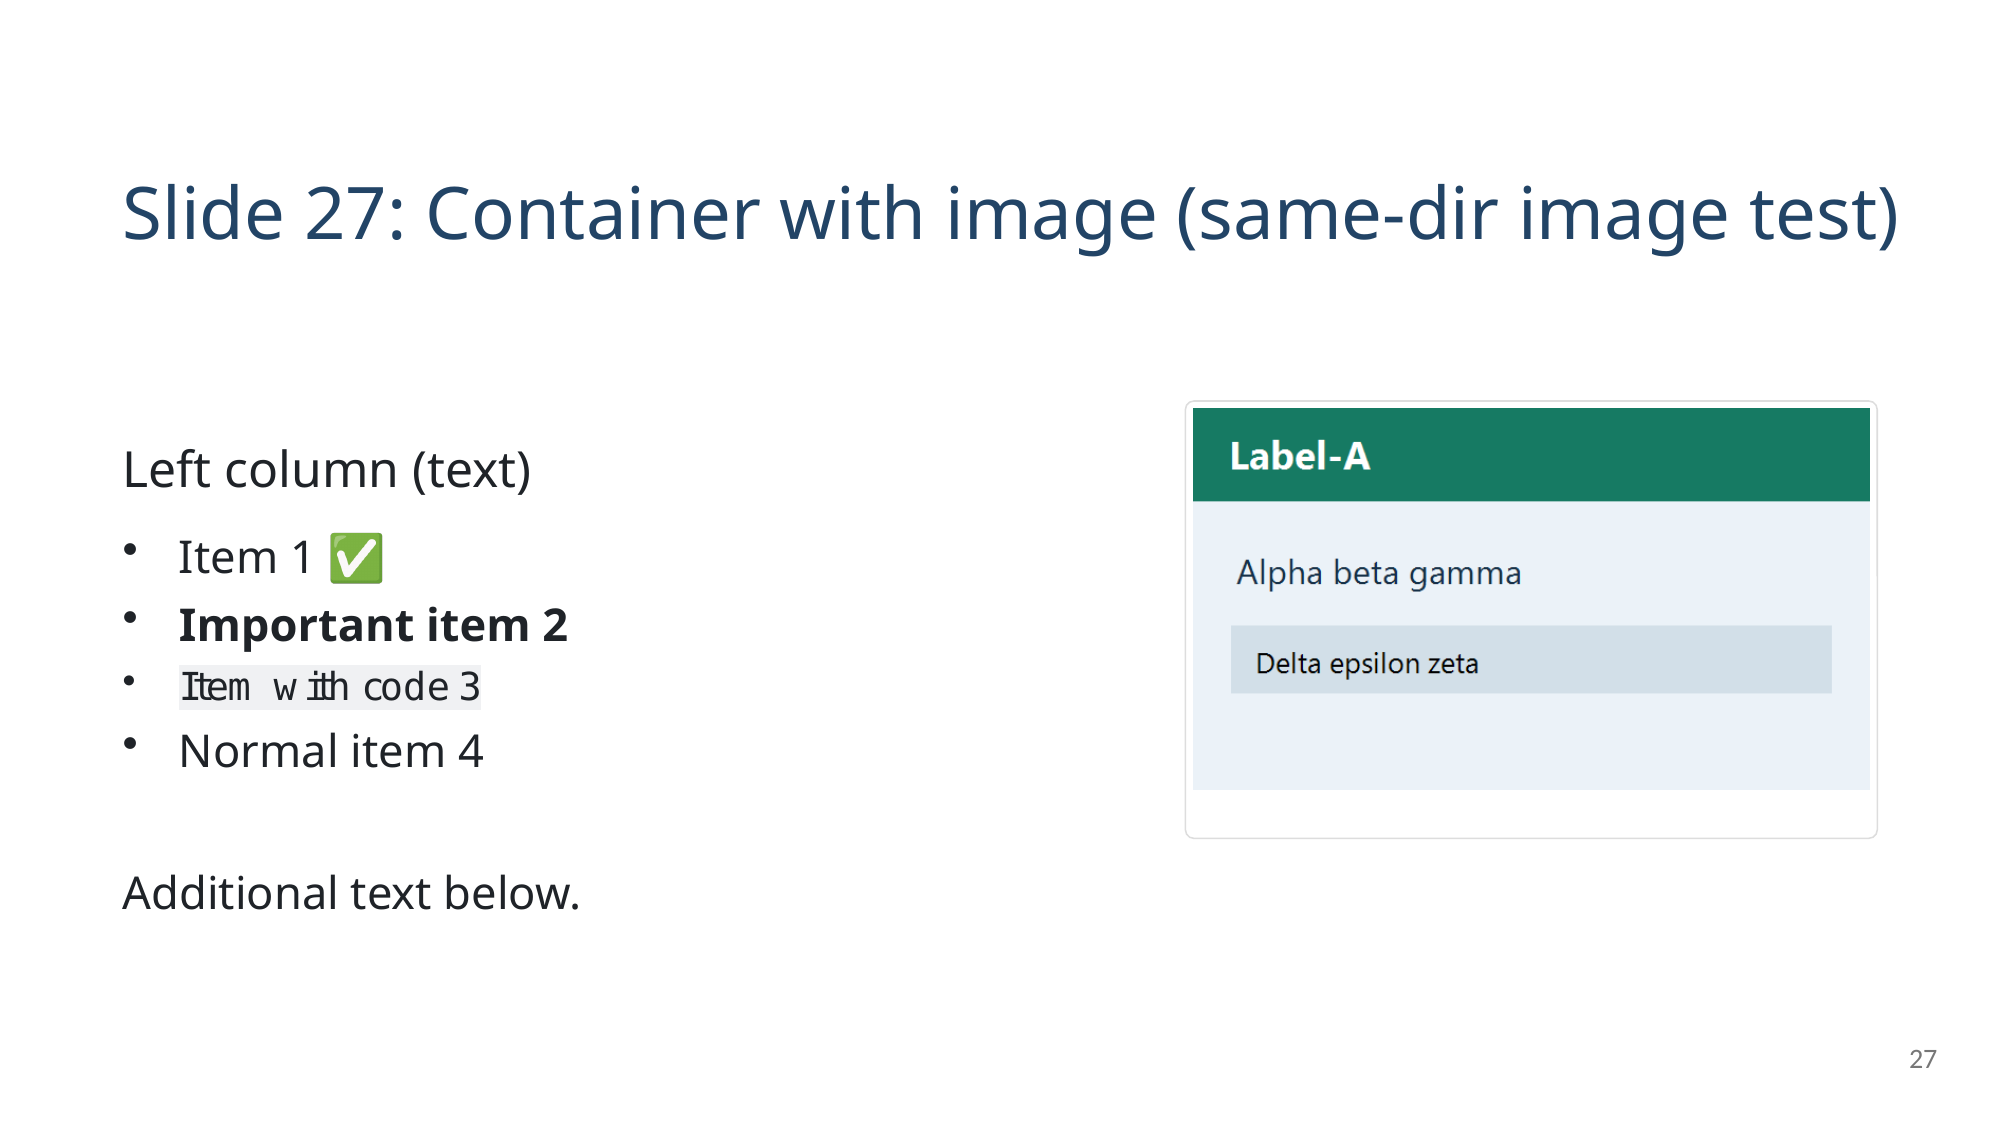 Slide 27: Container with image (same-dir image test)
Left column (text)
• Item 1 ✅
• Important item 2
• Item with code 3
• Normal item 4
Additional text below.
Label-A
Alpha beta gamma
Delta epsilon zeta
27